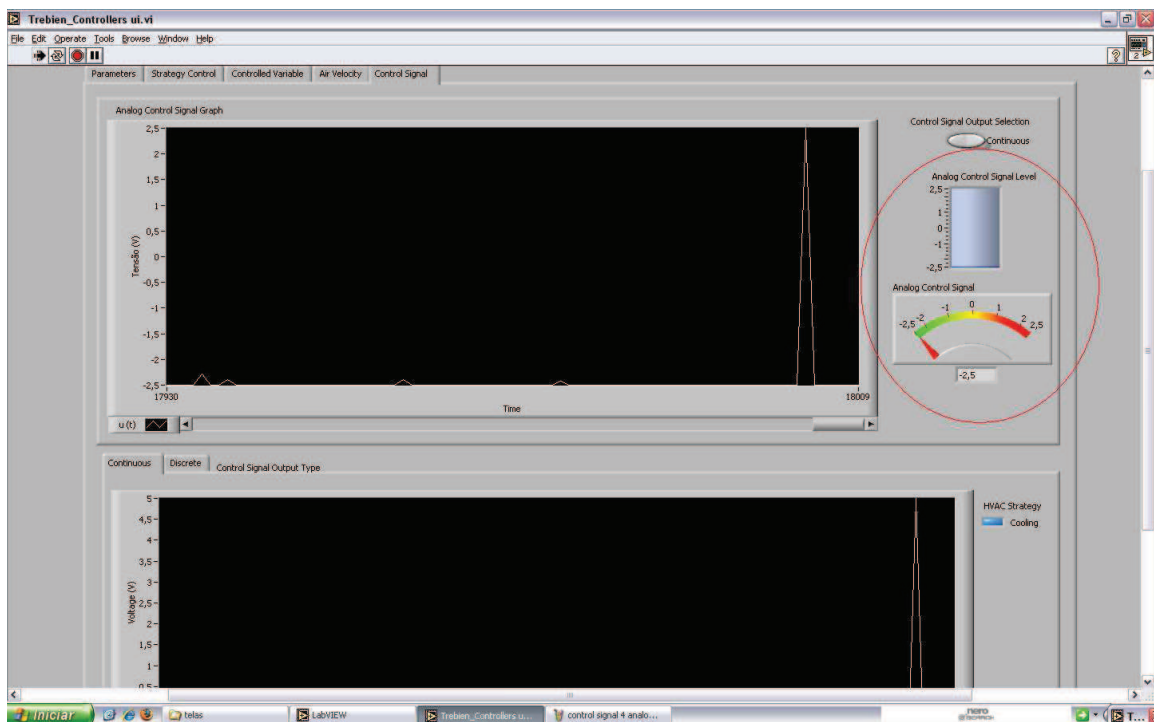 Trebien_Controllers ui.vi
File Edit Operate Tools Browse Window Help
2
Parameters Strategy Control Controlled Variable Air Velocity Control Signal
Analog Control Signal Graph
Tensão (V)
2,5
2
1,5
1
0,5
0
-0,5
-1
-1,5
-2
-2,5
17930 18009
Time
u (t)
Control Signal Output Selection
Continuous
Analog Control Signal Level
2,5
1
0
-1
-2,5
Analog Control Signal
-2,5 -2 -1 0 1 2 2,5
-2,5
Continuous Discrete Control Signal Output Type
Voltage (V)
5
4,5
4
3,5
3
2,5
2
1,5
1
0,5
HVAC Strategy
Cooling
Iniciar telas LabVIEW Trebien_Controllers u... control signal 4 analo... nero T...